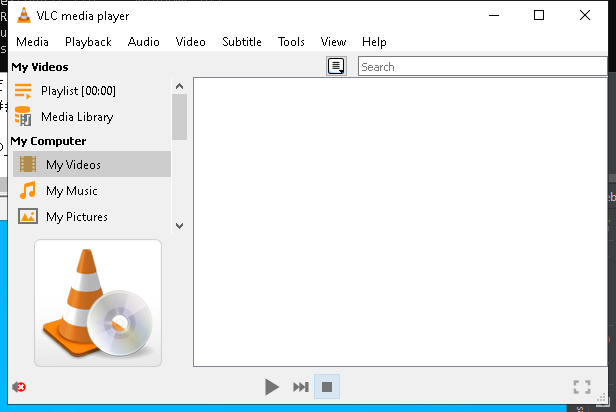 VLC media player
Media Playback Audio Video Subtitle Tools View Help
My Videos
Search
Playlist [00:00]
Media Library
My Computer
My Videos
My Music
My Pictures